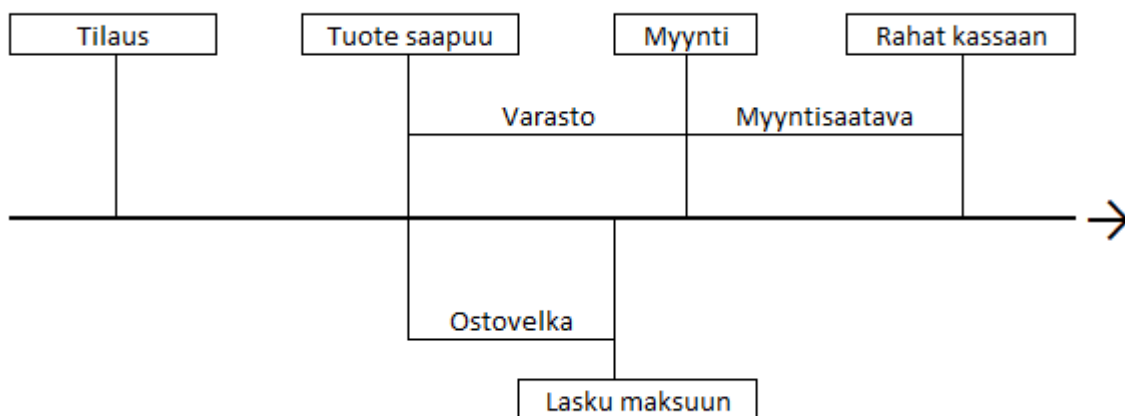 Tilaus
Tuote saapuu
Myynti
Rahat kassaan
Varasto
Myyntisaatava
Ostovelka
Lasku maksuun